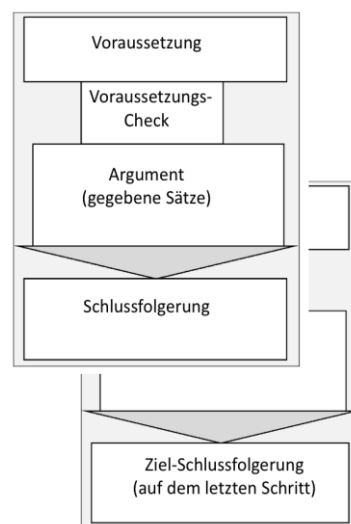 Voraussetzung
Voraussetzungs-
Check
Argument
(gegebene Sätze)
Schlussfolgerung
Ziel-Schlussfolgerung
(auf dem letzten Schritt)